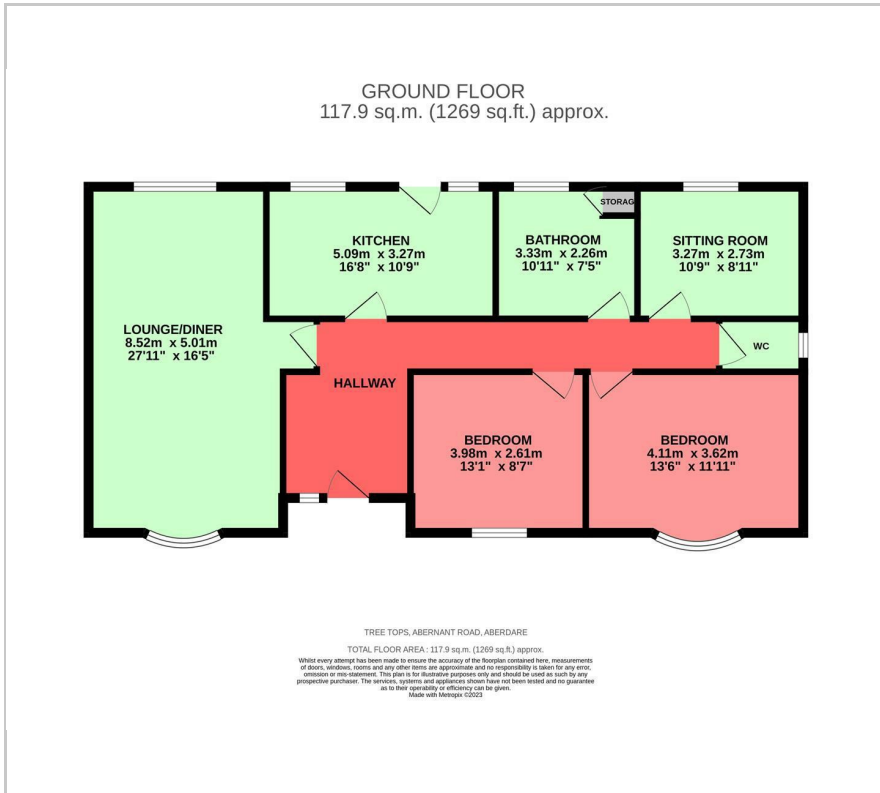 GROUND FLOOR
117.9 sq.m. (1269 sq.ft.) approx.
KITCHEN
5.09m x 3.27m
16'8" x 10'9"
STORAG
BATHROOM
3.33m x 2.26m
10'11" x 7'5"
SITTING ROOM
3.27m x 2.73m
10'9" x 8'11"
LOUNGE/DINER
8.52m x 5.01m
27'11" x 16'5"
WC
HALLWAY
BEDROOM
3.98m x 2.61m
13'1" x 8'7"
BEDROOM
4.11m x 3.62m
13'6" x 11'11"
TREE TOPS, ABERNANT ROAD, ABERDARE
TOTAL FLOOR AREA : 117.9 sq.m. (1269 sq.ft.) approx.
Whilst every attempt has been made to ensure the accuracy of the floorplan contained here, measurements
of doors, windows, rooms and any other items are approximate and no responsibility is taken for any error,
omission or mis-statement. This plan is for illustrative purposes only and should be used as such by any
prospective purchaser. The services, systems and appliances shown have not been tested and no guarantee
as to their operability or efficiency can be given.
Made with Metropix ©2023